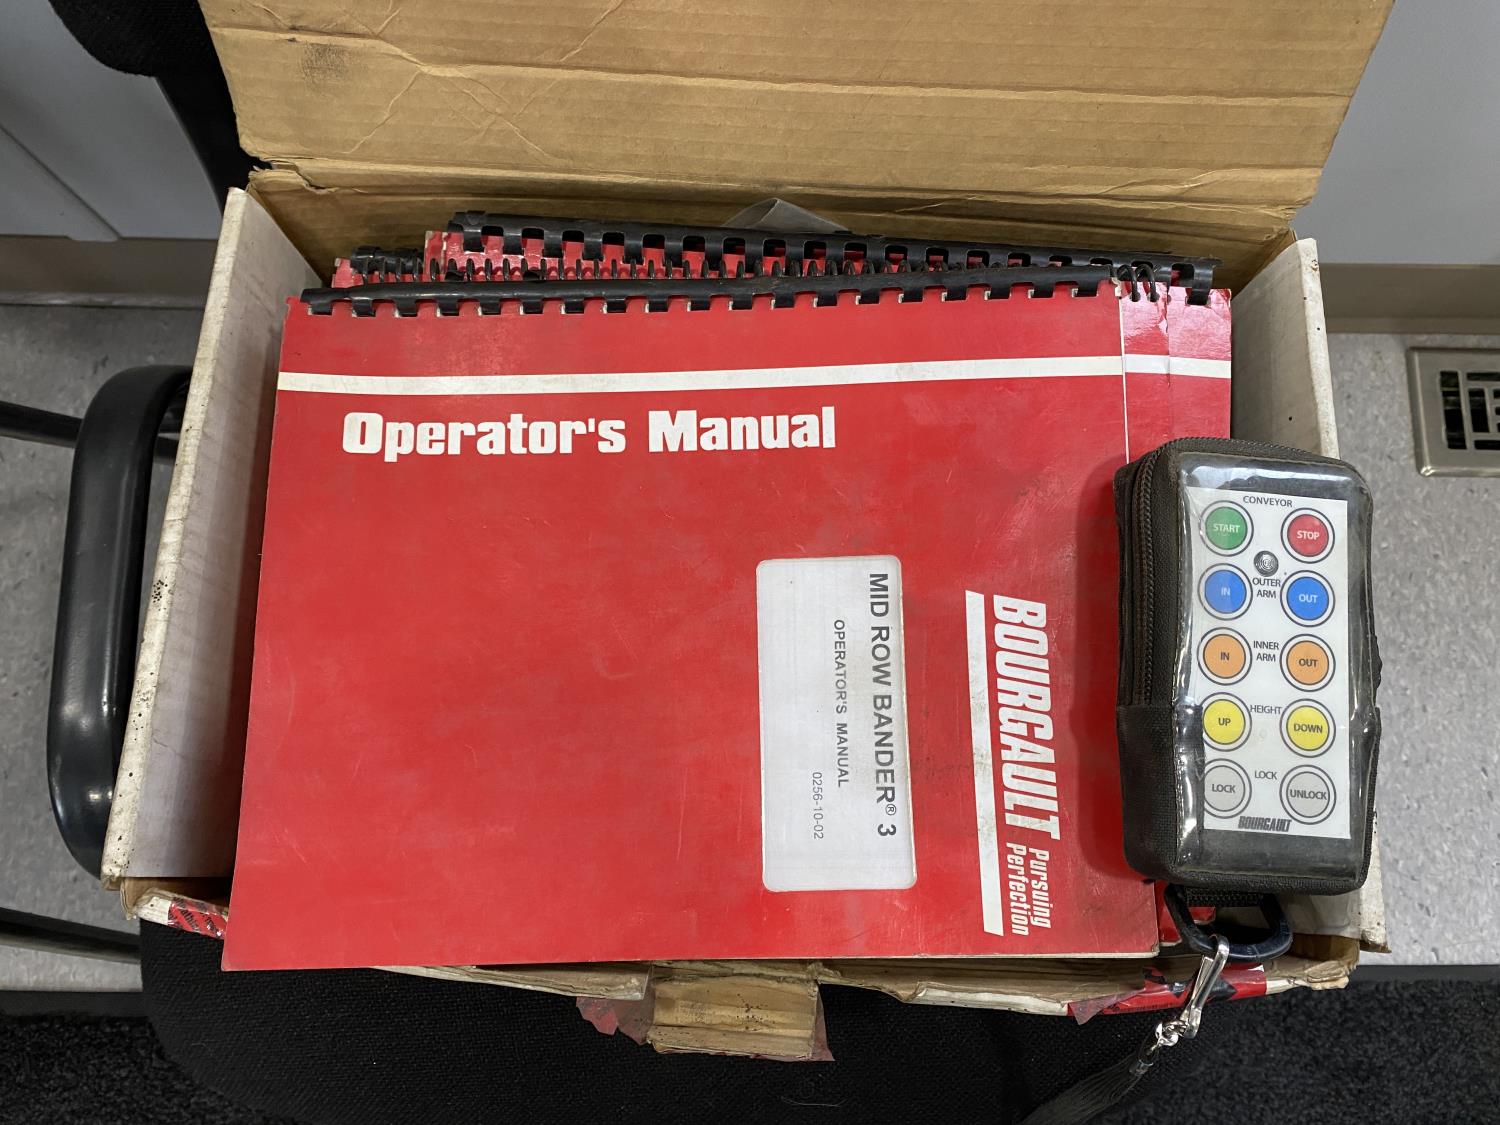 Operator's Manual
MID ROW BANDER® 3
OPERATOR'S MANUAL
0256-10-02
BOURGAULT
Pursuing
Perfection
CONVEYOR
START
STOP
IN
OUTER
ARM
OUT
IN
INNER
ARM
OUT
UP
HEIGHT
DOWN
LOCK
LOCK
UNLOCK
BOURGAULT